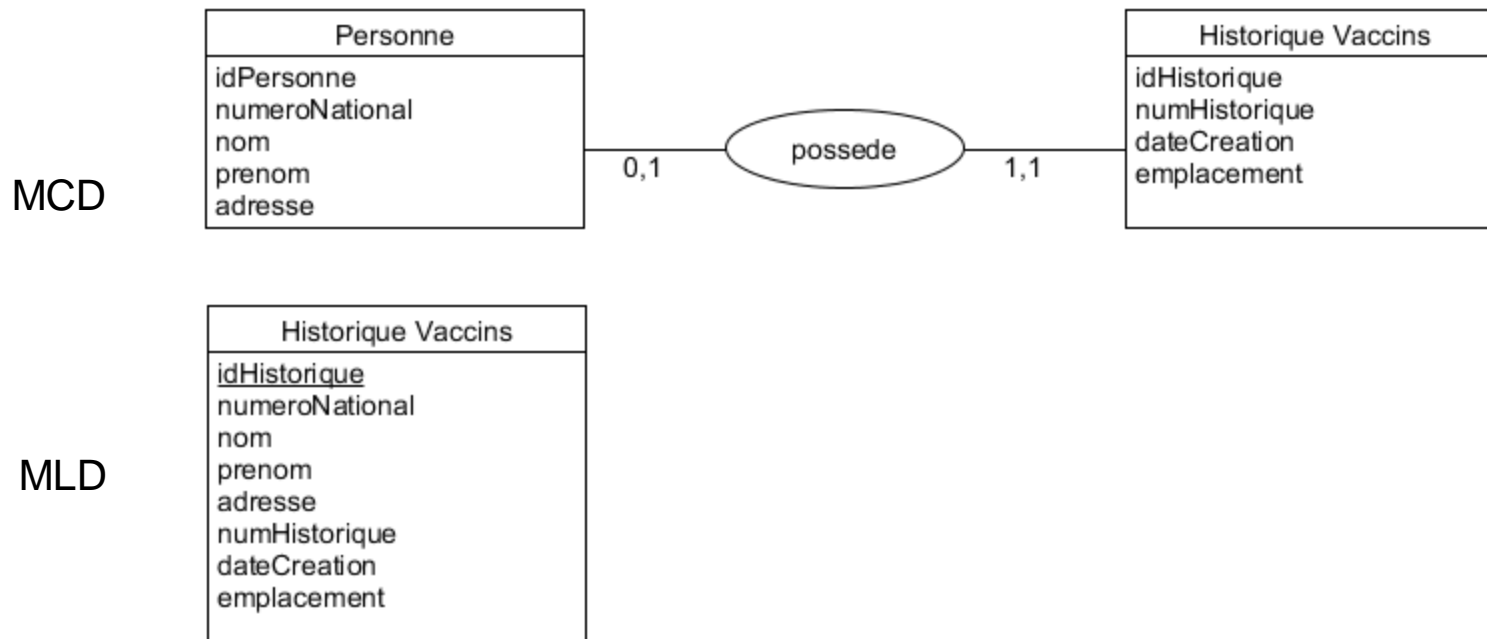 MCD
Personne
idPersonne
numeroNational
nom
prenom
adresse
0,1
possede
1,1
Historique Vaccins
idHistorique
numHistorique
dateCreation
emplacement
MLD
Historique Vaccins
idHistorique
numeroNational
nom
prenom
adresse
numHistorique
dateCreation
emplacement